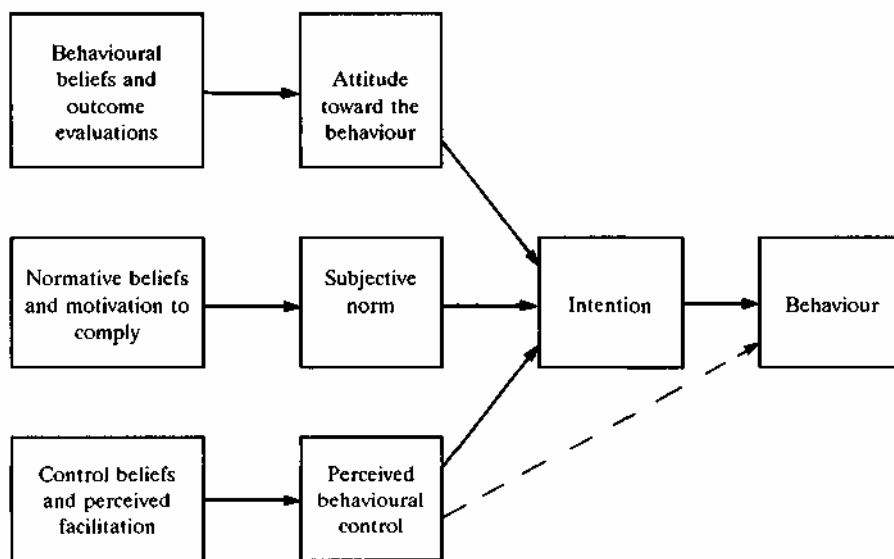 Behavioural
beliefs and
outcome
evaluations
Attitude
toward the
behaviour
Normative beliefs
and motivation to
comply
Subjective
norm
Intention
Behaviour
Control beliefs
and perceived
facilitation
Perceived
behavioural
control